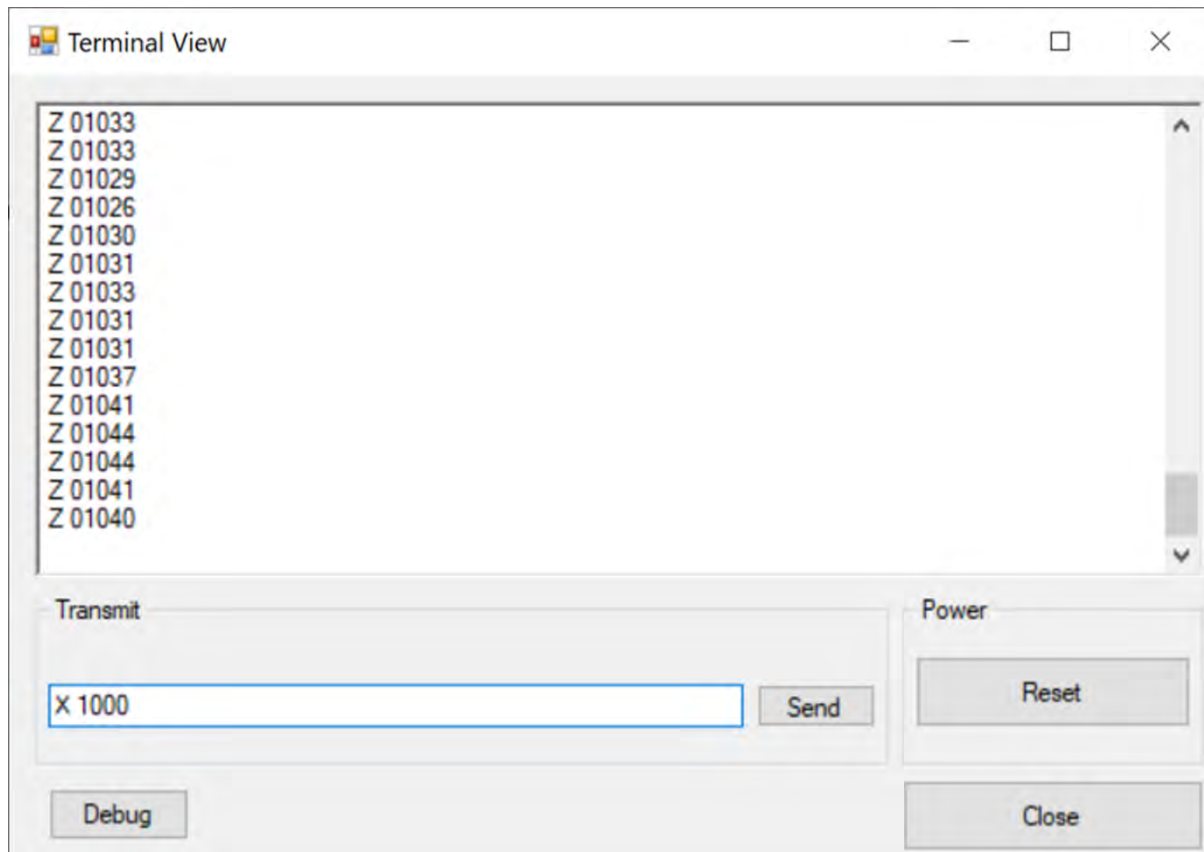 Terminal View
Z 01033
Z 01033
Z 01029
Z 01026
Z 01030
Z 01031
Z 01033
Z 01031
Z 01031
Z 01037
Z 01041
Z 01044
Z 01044
Z 01041
Z 01040
Transmit
Power
X 1000
Send
Reset
Debug
Close